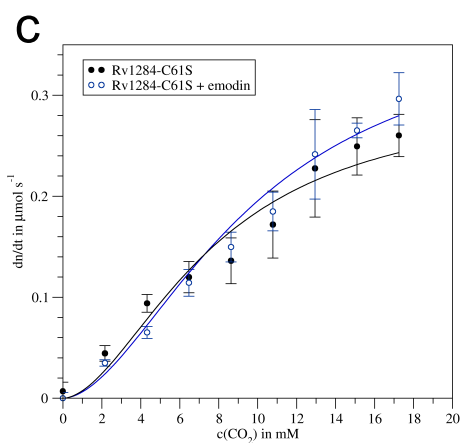 C
Rv1284-C61S
Rv1284-C61S + emodin
dn/dt in µmol s⁻¹
0.3
0.2
0.1
0
0 2 4 6 8 10 12 14 16 18 20
c(CO₂) in mM